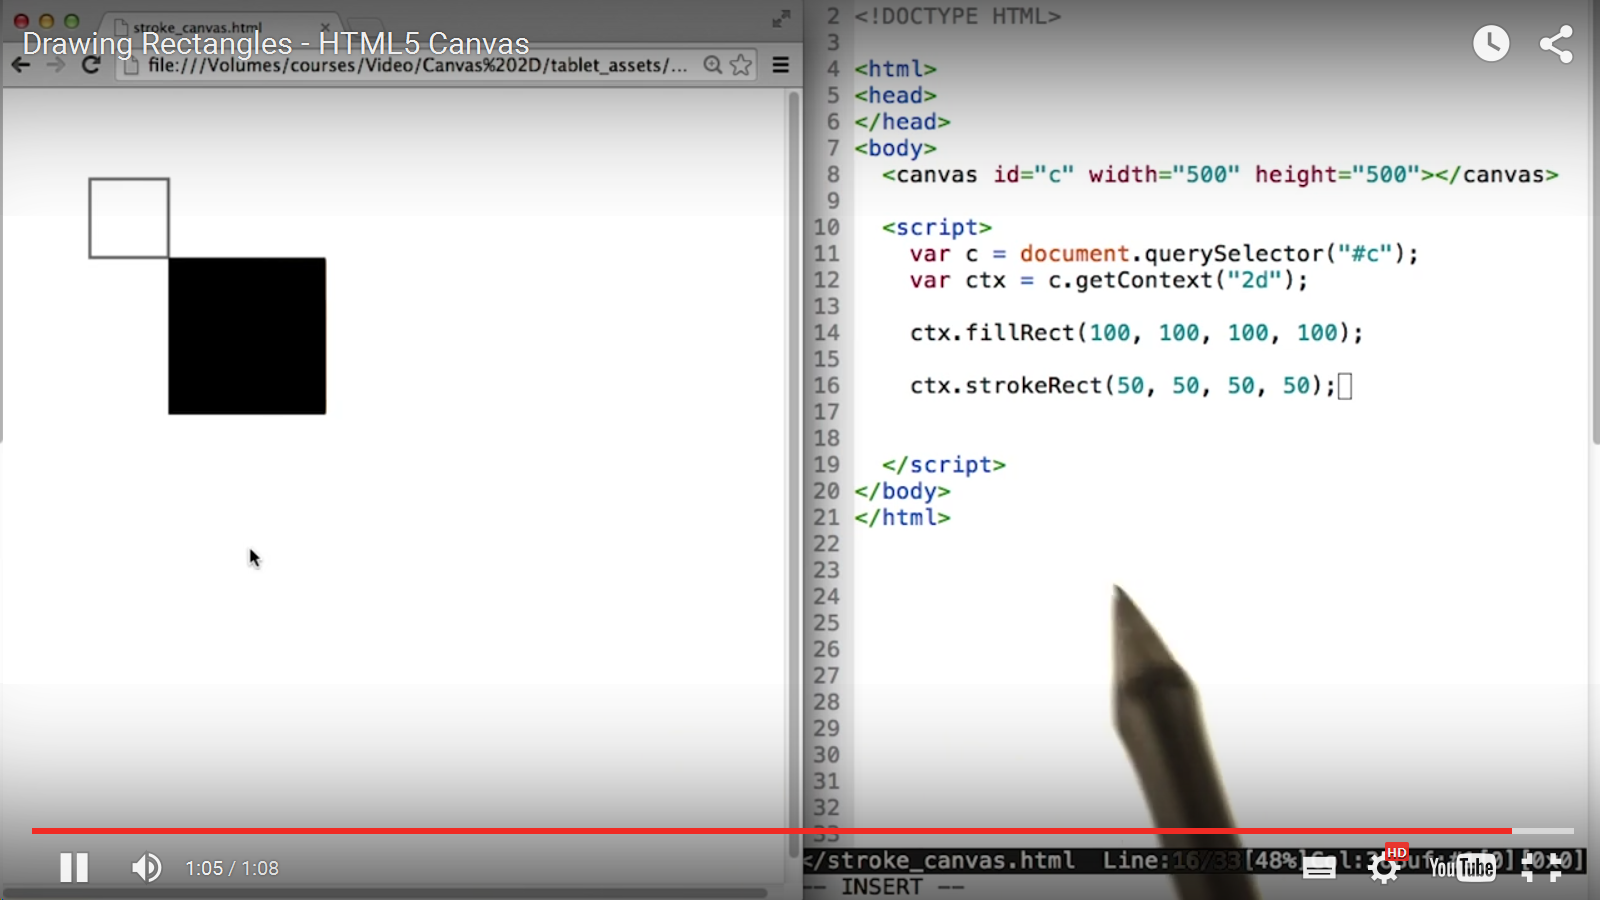 stroke_canvas.html
Drawing Rectangles - HTML5 Canvas
file:///Volumes/courses/Video/Canvas%202D/tablet_assets/...
2 <!DOCTYPE HTML>
3
4 <html>
5 <head>
6 </head>
7 <body>
8 <canvas id="c" width="500" height="500"></canvas>
9
10 <script>
11 var c = document.querySelector("#c");
12 var ctx = c.getContext("2d");
13
14 ctx.fillRect(100, 100, 100, 100);
15
16 ctx.strokeRect(50, 50, 50, 50);
17
18
19 </script>
20 </body>
21 </html>
22
23
24
25
26
27
28
29
30
31
32
33
</stroke_canvas.html Line:16/33[48%]
-- INSERT --
1:05 / 1:08
HD
YouTube